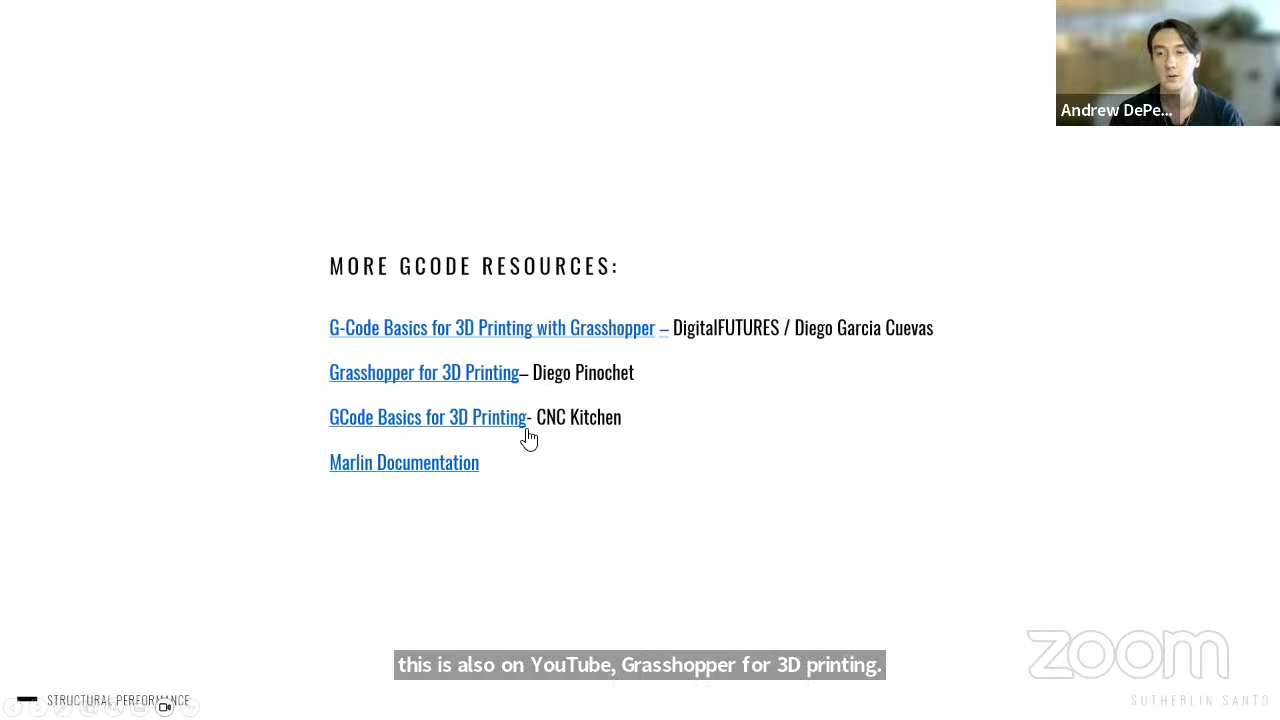 Andrew DePe...
MORE GCODE RESOURCES:
G-Code Basics for 3D Printing with Grasshopper – DigitalFUTURES / Diego Garcia Cuevas
Grasshopper for 3D Printing– Diego Pinochet
GCode Basics for 3D Printing- CNC Kitchen
Marlin Documentation
this is also on YouTube, Grasshopper for 3D printing.
zoom
STRUCTURAL PERFORMANCE
SUTHERLIN SANTO